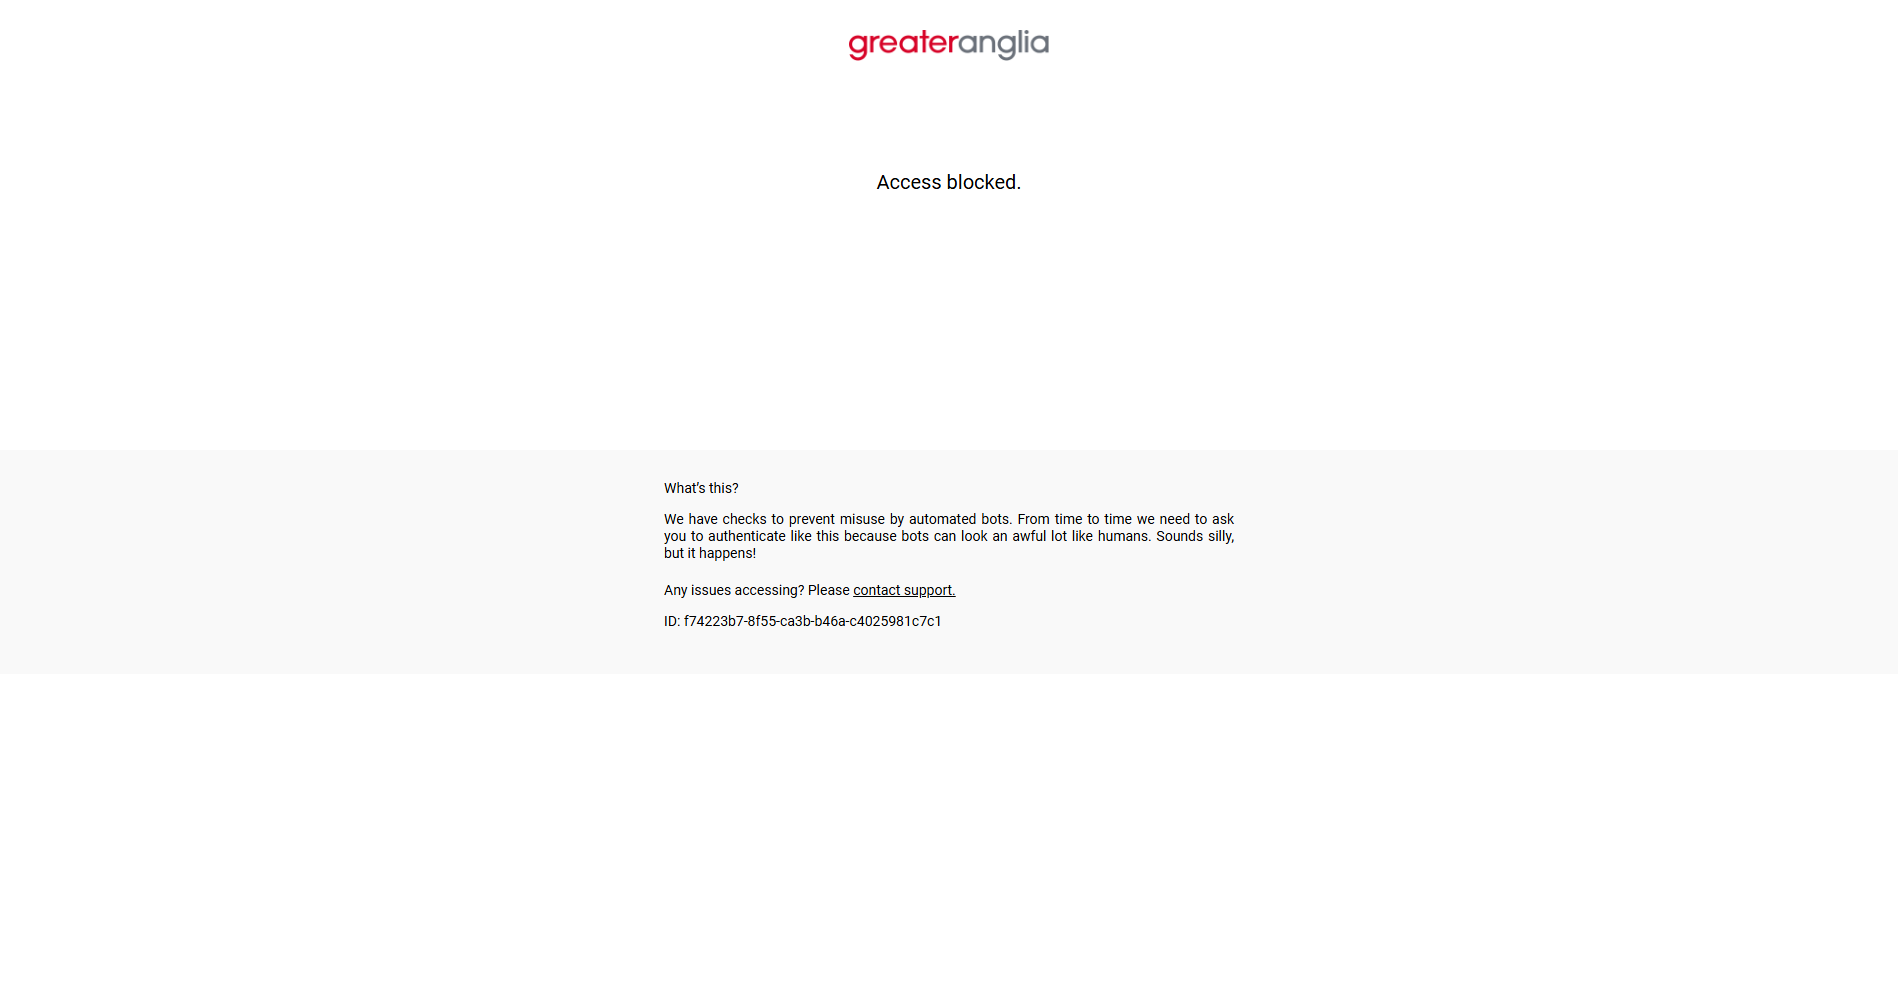 greateranglia
Access blocked.
What's this?
We have checks to prevent misuse by automated bots. From time to time we need to ask
you to authenticate like this because bots can look an awful lot like humans. Sounds silly,
but it happens!
Any issues accessing? Please contact support.
ID: f74223b7-8f55-ca3b-b46a-c4025981c7c1